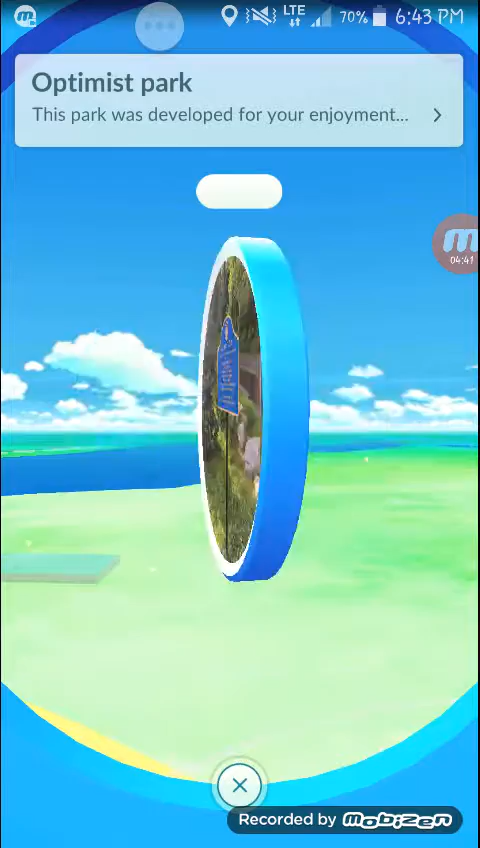 LTE 70% 6:43 PM
Optimist park
This park was developed for your enjoyment...
04:41
Recorded by mobizen